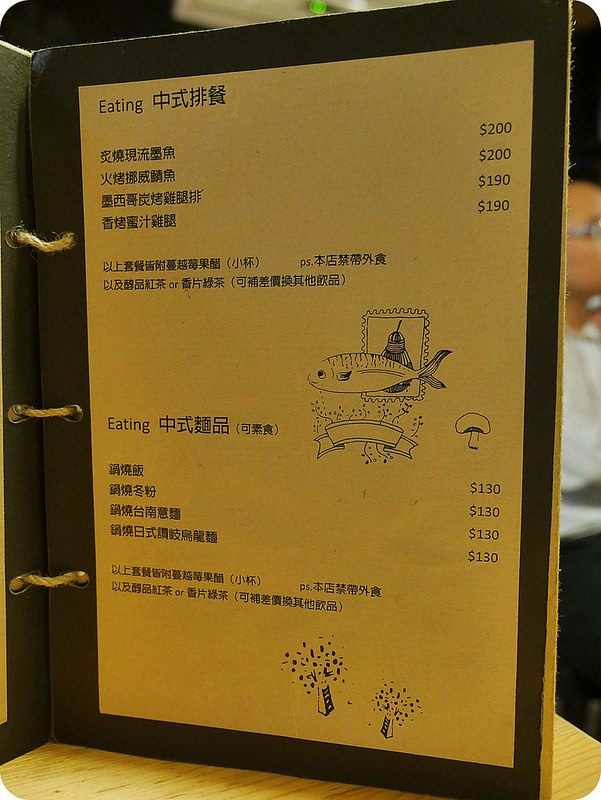 Eating 中式排餐
炙燒現流墨魚 $200
火烤挪威鯖魚 $200
墨西哥炭烤雞腿排 $190
香烤蜜汁雞腿 $190
以上套餐皆附蔓越莓果醋（小杯） ps.本店禁帶外食
以及醇品紅茶 or 香片綠茶（可補差價換其他飲品）
Eating 中式麵品（可素食）
鍋燒飯 $130
鍋燒冬粉 $130
鍋燒台南意麵 $130
鍋燒日式讚岐烏龍麵 $130
以上套餐皆附蔓越莓果醋（小杯） ps.本店禁帶外食
以及醇品紅茶 or 香片綠茶（可補差價換其他飲品）